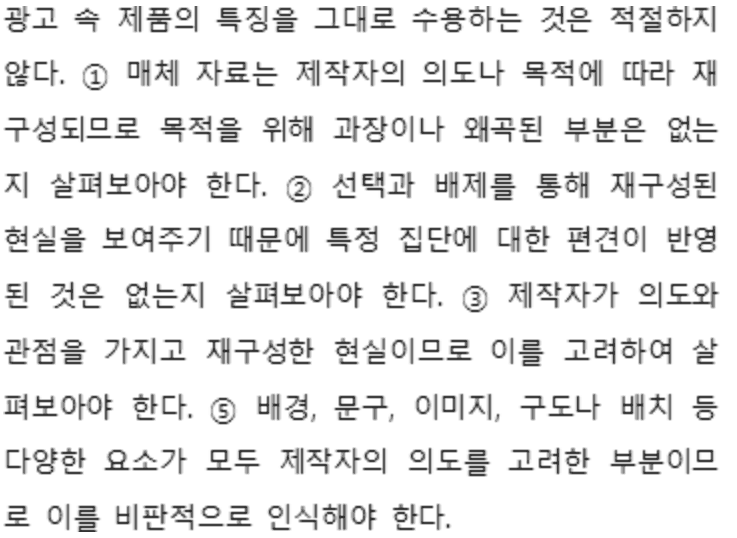 광고 속 제품의 특징을 그대로 수용하는 것은 적절하지
않다. ① 매체 자료는 제작자의 의도나 목적에 따라 재
구성되므로 목적을 위해 과장이나 왜곡된 부분은 없는
지 살펴보아야 한다. ② 선택과 배제를 통해 재구성된
현실을 보여주기 때문에 특정 집단에 대한 편견이 반영
된 것은 없는지 살펴보아야 한다. ③ 제작자가 의도와
관점을 가지고 재구성한 현실이므로 이를 고려하여 살
펴보아야 한다. ⑤ 배경, 문구, 이미지, 구도나 배치 등
다양한 요소가 모두 제작자의 의도를 고려한 부분이므
로 이를 비판적으로 인식해야 한다.